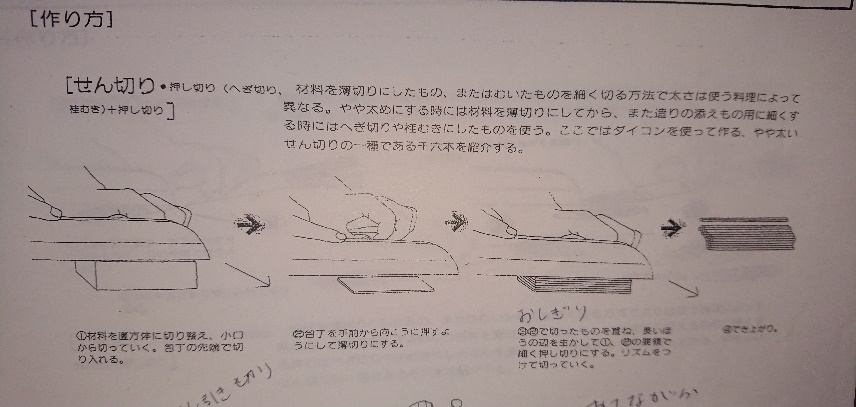 ［作り方］
［せん切り・押し切り（へぎ切り、
桂むき）＋押し切り］
材料を薄切りにしたもの、またはむいたものを細く切る方法で太さは使う料理によって
異なる。やや太めにする時には材料を薄切りにしてから、また造りの添えもの用に細くす
る時にはへぎ切りや桂むきにしたものを使う。ここではダイコンを使って作る、やや太い
せん切りの一種である千六本を紹介する。
①材料を直方体に切り整え、小口
から切っていく。包丁の先端で切
り入れる。
②包丁を手前から向こうに押すよ
うにして薄切りにする。
おしぎり
③②で切ったものを重ね、長いほ
うの辺を生かして①、②の要領で
細く押し切りにする。リズムをつ
けて切っていく。
④でき上がり。